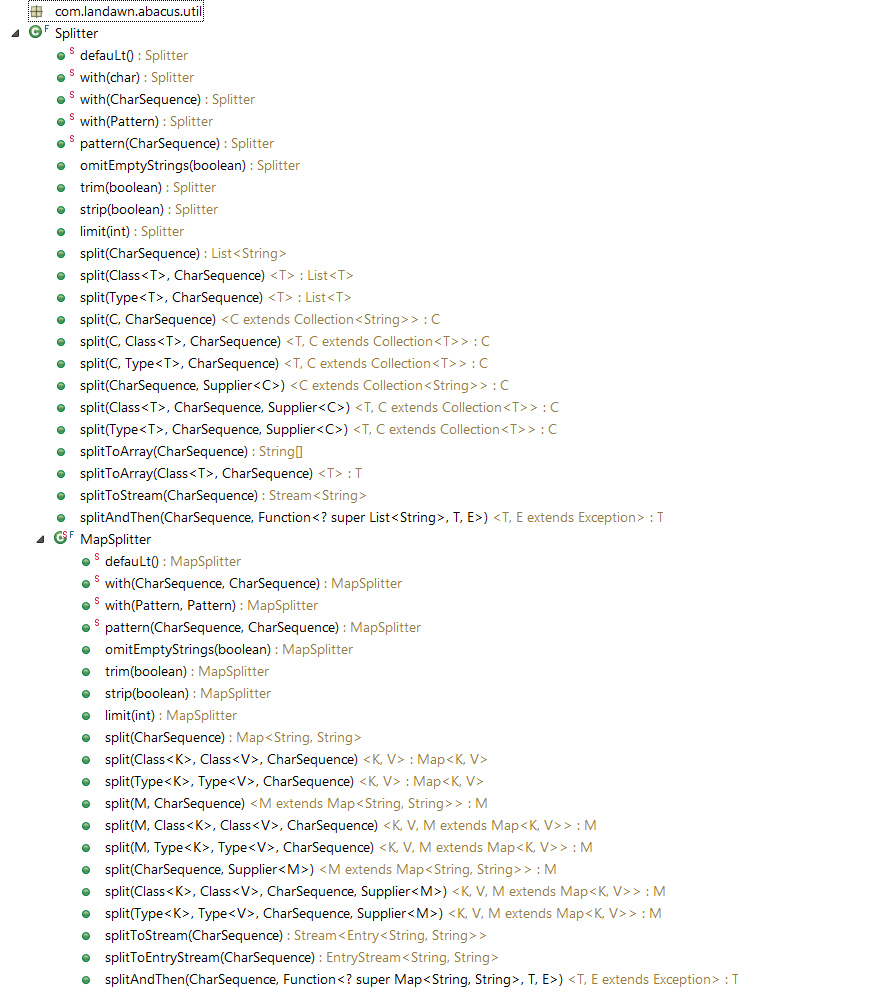 com.landawn.abacus.util
Splitter
defauLt() : Splitter
with(char) : Splitter
with(CharSequence) : Splitter
with(Pattern) : Splitter
pattern(CharSequence) : Splitter
omitEmptyStrings(boolean) : Splitter
trim(boolean) : Splitter
strip(boolean) : Splitter
limit(int) : Splitter
split(CharSequence) : List<String>
split(Class<T>, CharSequence) <T> : List<T>
split(Type<T>, CharSequence) <T> : List<T>
split(C, CharSequence) <C extends Collection<String>> : C
split(C, Class<T>, CharSequence) <T, C extends Collection<T>> : C
split(C, Type<T>, CharSequence) <T, C extends Collection<T>> : C
split(CharSequence, Supplier<C>) <C extends Collection<String>> : C
split(Class<T>, CharSequence, Supplier<C>) <T, C extends Collection<T>> : C
split(Type<T>, CharSequence, Supplier<C>) <T, C extends Collection<T>> : C
splitToArray(CharSequence) : String[]
splitToArray(Class<T>, CharSequence) <T> : T
splitToStream(CharSequence) : Stream<String>
splitAndThen(CharSequence, Function<? super List<String>, T, E>) <T, E extends Exception> : T
MapSplitter
defauLt() : MapSplitter
with(CharSequence, CharSequence) : MapSplitter
with(Pattern, Pattern) : MapSplitter
pattern(CharSequence, CharSequence) : MapSplitter
omitEmptyStrings(boolean) : MapSplitter
trim(boolean) : MapSplitter
strip(boolean) : MapSplitter
limit(int) : MapSplitter
split(CharSequence) : Map<String, String>
split(Class<K>, Class<V>, CharSequence) <K, V> : Map<K, V>
split(Type<K>, Type<V>, CharSequence) <K, V> : Map<K, V>
split(M, CharSequence) <M extends Map<String, String>> : M
split(M, Class<K>, Class<V>, CharSequence) <K, V, M extends Map<K, V>> : M
split(M, Type<K>, Type<V>, CharSequence) <K, V, M extends Map<K, V>> : M
split(CharSequence, Supplier<M>) <M extends Map<String, String>> : M
split(Class<K>, Class<V>, CharSequence, Supplier<M>) <K, V, M extends Map<K, V>> : M
split(Type<K>, Type<V>, CharSequence, Supplier<M>) <K, V, M extends Map<K, V>> : M
splitToStream(CharSequence) : Stream<Entry<String, String>>
splitToEntryStream(CharSequence) : EntryStream<String, String>
splitAndThen(CharSequence, Function<? super Map<String, String>, T, E>) <T, E extends Exception> : T